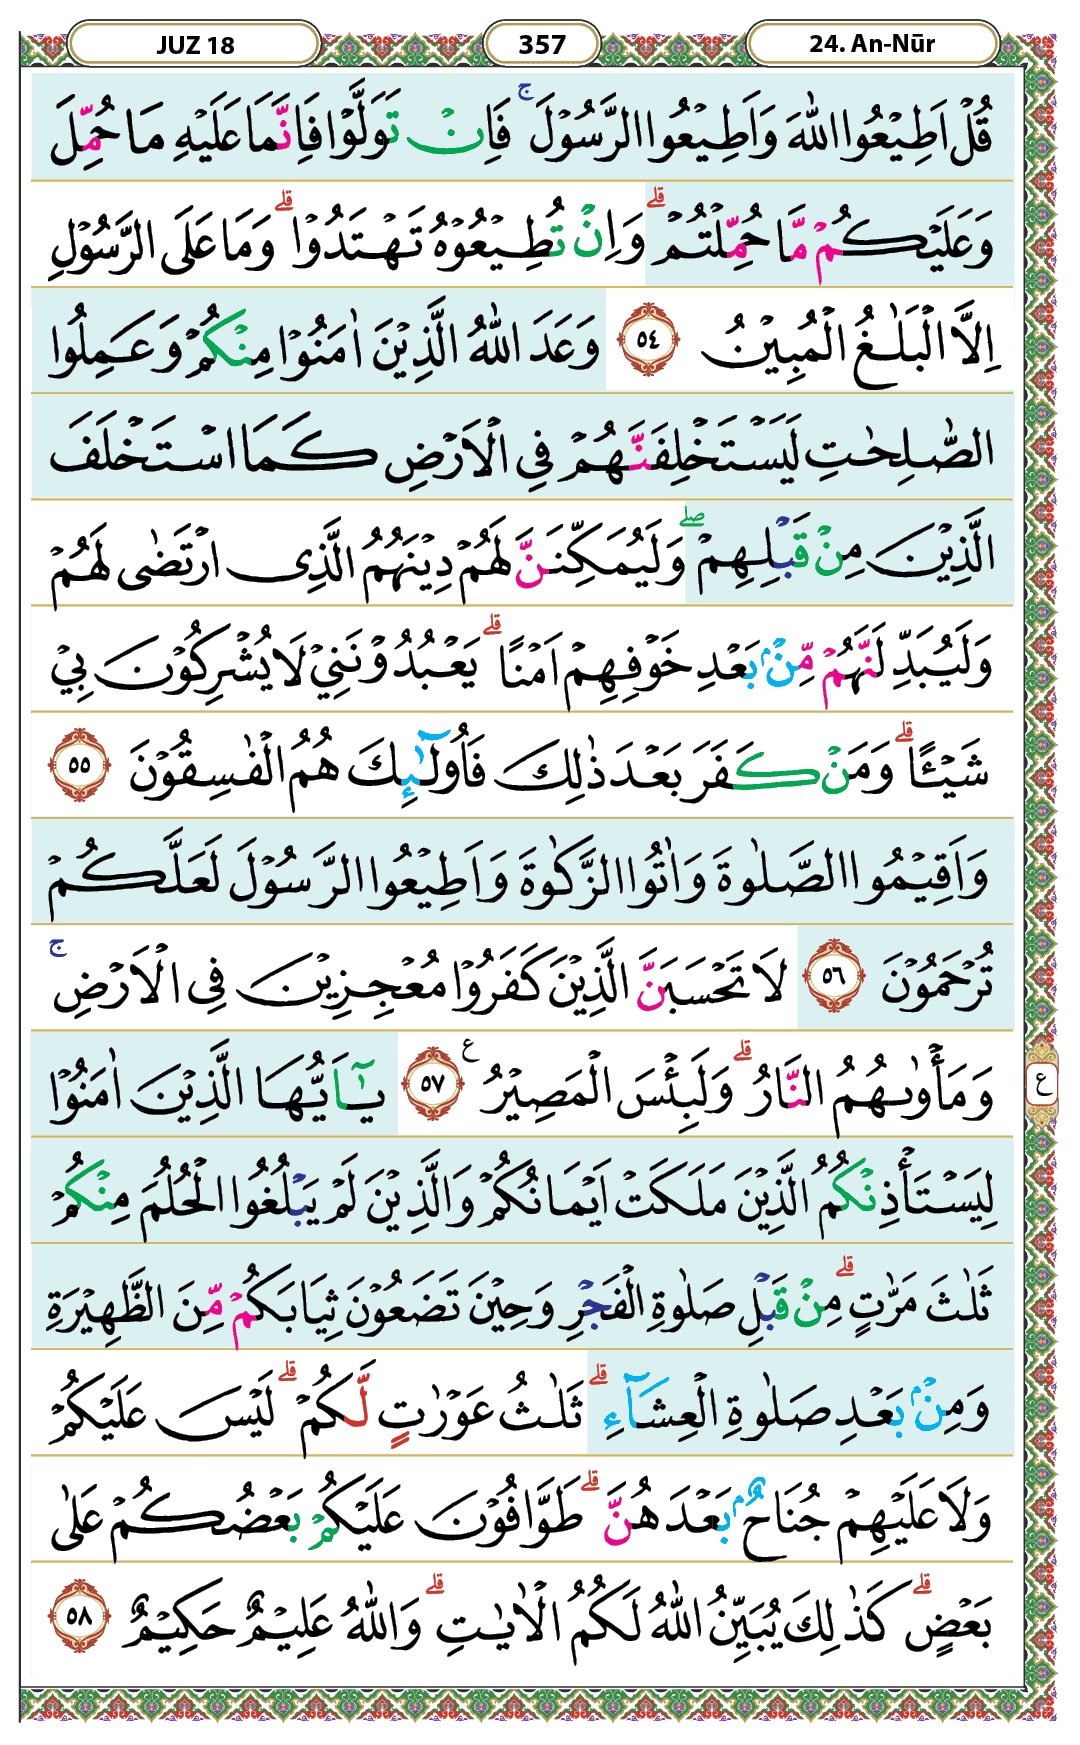 JUZ 18
357
24. An-Nūr
قُلْ اَطِيْعُوا اللّٰهَ وَاَطِيْعُوا الرَّسُوْلَ ۚ فَاِنْ تَوَلَّوْا فَاِنَّمَا عَلَيْهِ مَا حُمِّلَ
وَعَلَيْكُمْ مَّا حُمِّلْتُمْ ۗ وَاِنْ تُطِيْعُوْهُ تَهْتَدُوْا ۗ وَمَا عَلَى الرَّسُوْلِ
اِلَّا الْبَلٰغُ الْمُبِيْنُ ٥٤ وَعَدَ اللّٰهُ الَّذِيْنَ اٰمَنُوْا مِنْكُمْ وَعَمِلُوا
الصّٰلِحٰتِ لَيَسْتَخْلِفَنَّهُمْ فِى الْاَرْضِ كَمَا اسْتَخْلَفَ
الَّذِيْنَ مِنْ قَبْلِهِمْ ۖ وَلَيُمَكِّنَنَّ لَهُمْ دِيْنَهُمُ الَّذِى ارْتَضٰى لَهُمْ
وَلَيُبَدِّلَنَّهُمْ مِّنْۢ بَعْدِ خَوْفِهِمْ اَمْنًا ۗ يَعْبُدُوْنَنِيْ لَا يُشْرِكُوْنَ بِيْ
شَيْـًٔا ۗ وَمَنْ كَفَرَ بَعْدَ ذٰلِكَ فَاُولٰۤىِٕكَ هُمُ الْفٰسِقُوْنَ ٥٥
وَاَقِيْمُوا الصَّلٰوةَ وَاٰتُوا الزَّكٰوةَ وَاَطِيْعُوا الرَّسُوْلَ لَعَلَّكُمْ
تُرْحَمُوْنَ ٥٦ لَا تَحْسَبَنَّ الَّذِيْنَ كَفَرُوْا مُعْجِزِيْنَ فِى الْاَرْضِ ۚ
وَمَأْوٰىهُمُ النَّارُ ۗ وَلَبِئْسَ الْمَصِيْرُ ࣖ ٥٧ يٰٓاَيُّهَا الَّذِيْنَ اٰمَنُوْا
ع
لِيَسْتَأْذِنْكُمُ الَّذِيْنَ مَلَكَتْ اَيْمَانُكُمْ وَالَّذِيْنَ لَمْ يَبْلُغُوا الْحُلُمَ مِنْكُمْ
ثَلٰثَ مَرّٰتٍ ۗ مِنْ قَبْلِ صَلٰوةِ الْفَجْرِ وَحِيْنَ تَضَعُوْنَ ثِيَابَكُمْ مِّنَ الظَّهِيْرَةِ
وَمِنْۢ بَعْدِ صَلٰوةِ الْعِشَاۤءِ ۗ ثَلٰثُ عَوْرٰتٍ لَّكُمْ ۗ لَيْسَ عَلَيْكُمْ
وَلَا عَلَيْهِمْ جُنَاحٌۢ بَعْدَهُنَّ ۗ طَوَّافُوْنَ عَلَيْكُمْ بَعْضُكُمْ عَلٰى
بَعْضٍ ۗ كَذٰلِكَ يُبَيِّنُ اللّٰهُ لَكُمُ الْاٰيٰتِ ۗ وَاللّٰهُ عَلِيْمٌ حَكِيْمٌ ٥٨